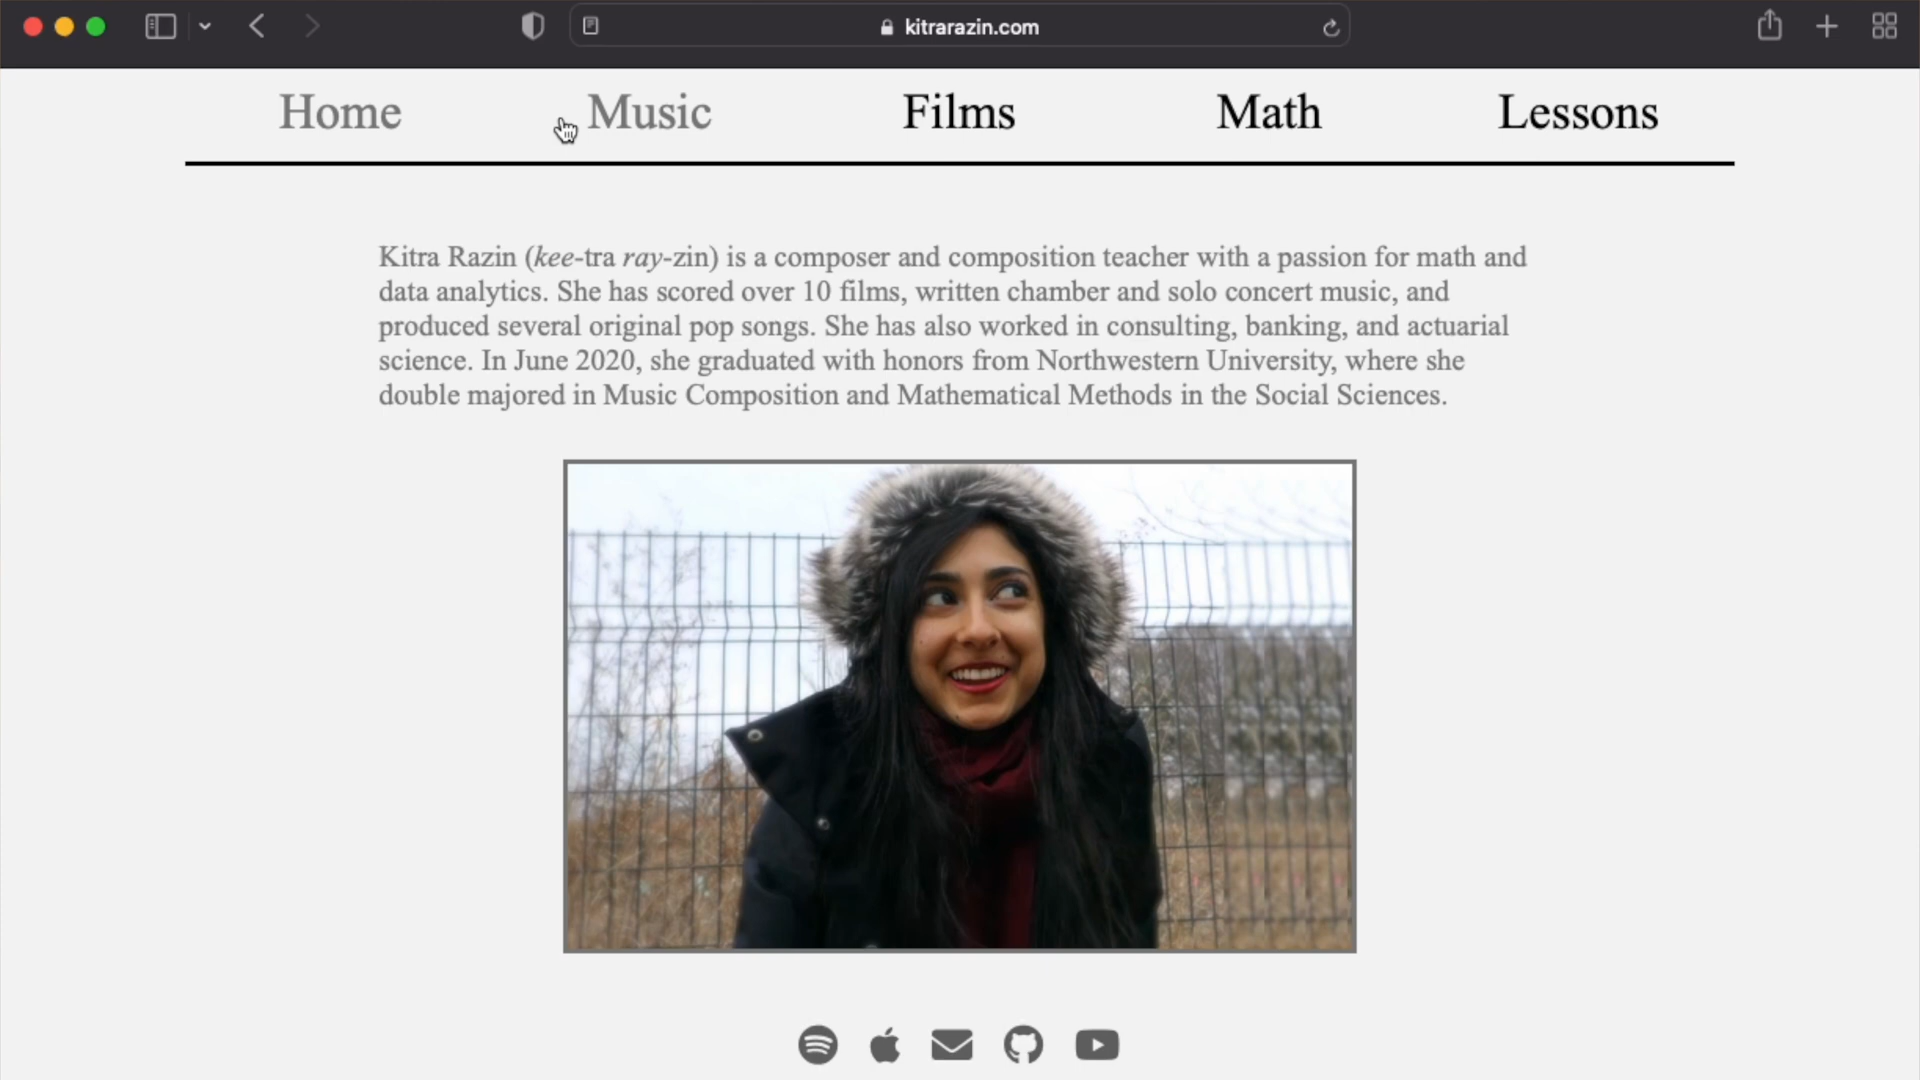 kitrarazin.com
Home Music Films Math Lessons
Kitra Razin (kee-tra ray-zin) is a composer and composition teacher with a passion for math and
data analytics. She has scored over 10 films, written chamber and solo concert music, and
produced several original pop songs. She has also worked in consulting, banking, and actuarial
science. In June 2020, she graduated with honors from Northwestern University, where she
double majored in Music Composition and Mathematical Methods in the Social Sciences.